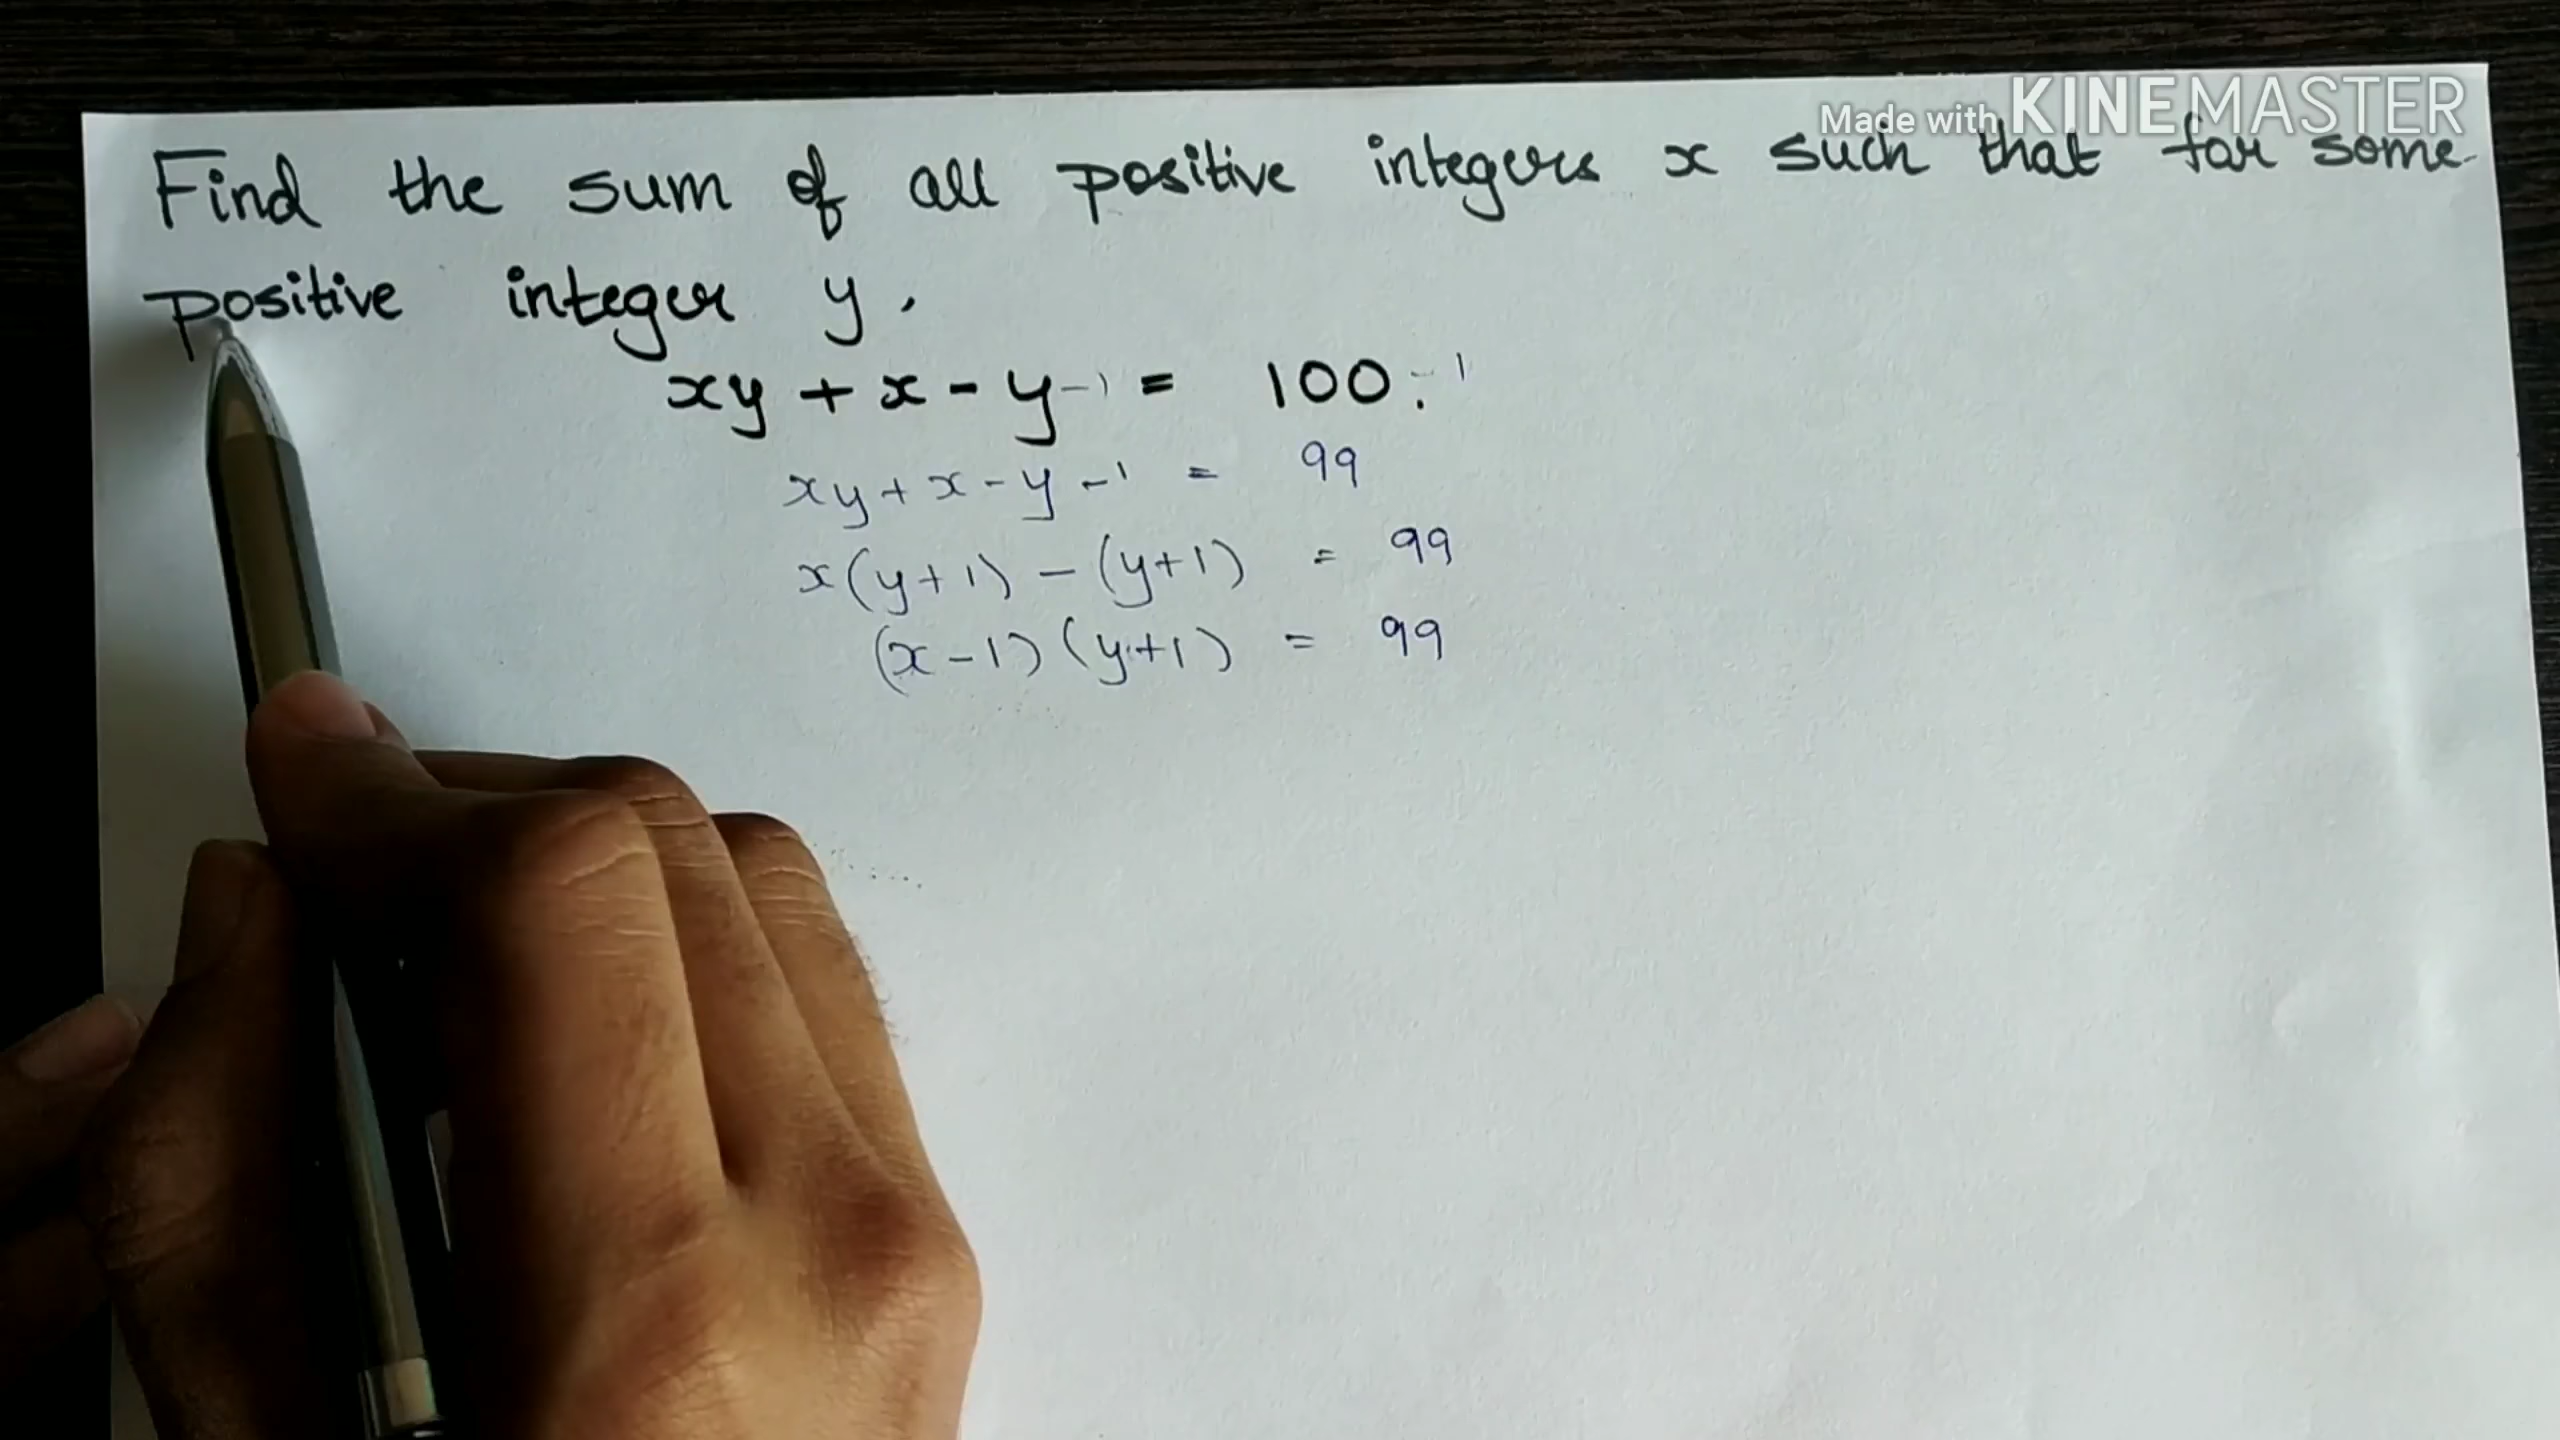 Made with KINEMASTER
Find the sum of all positive integers x such that for some
positive integer y,
xy + x - y - 1 = 100 . - 1
xy + x - y - 1 = 99
x(y + 1) - (y + 1) = 99
(x - 1)(y + 1) = 99